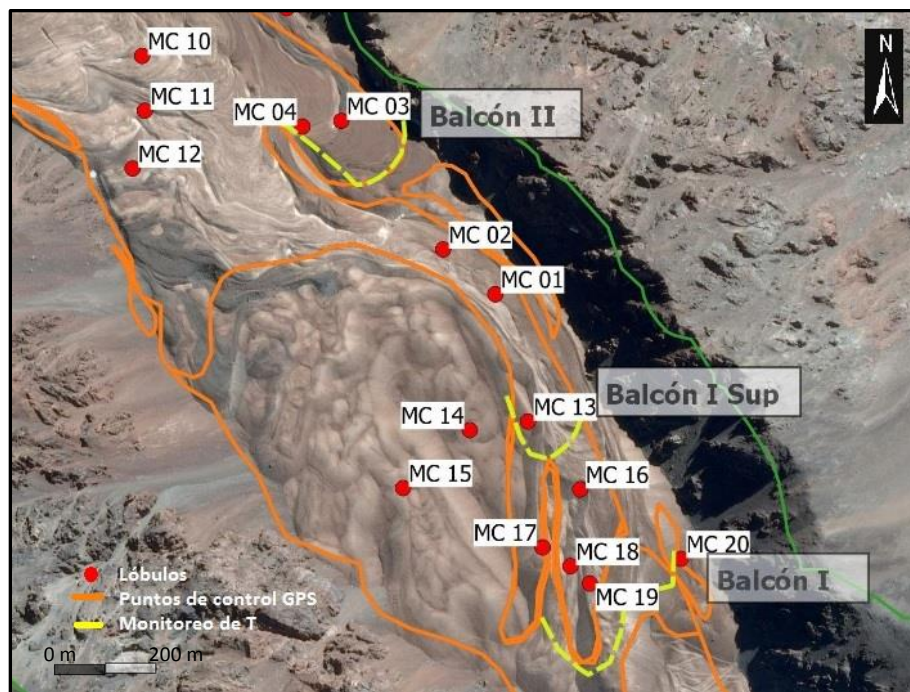 MC 10
N
MC 11
MC 04
MC 03
Balcón II
MC 12
MC 02
MC 01
Balcón I Sup
MC 13
MC 14
MC 15
MC 16
MC 17
MC 18
MC 20
Balcón I
MC 19
Lóbulos
Puntos de control GPS
Monitoreo de T
0 m 200 m